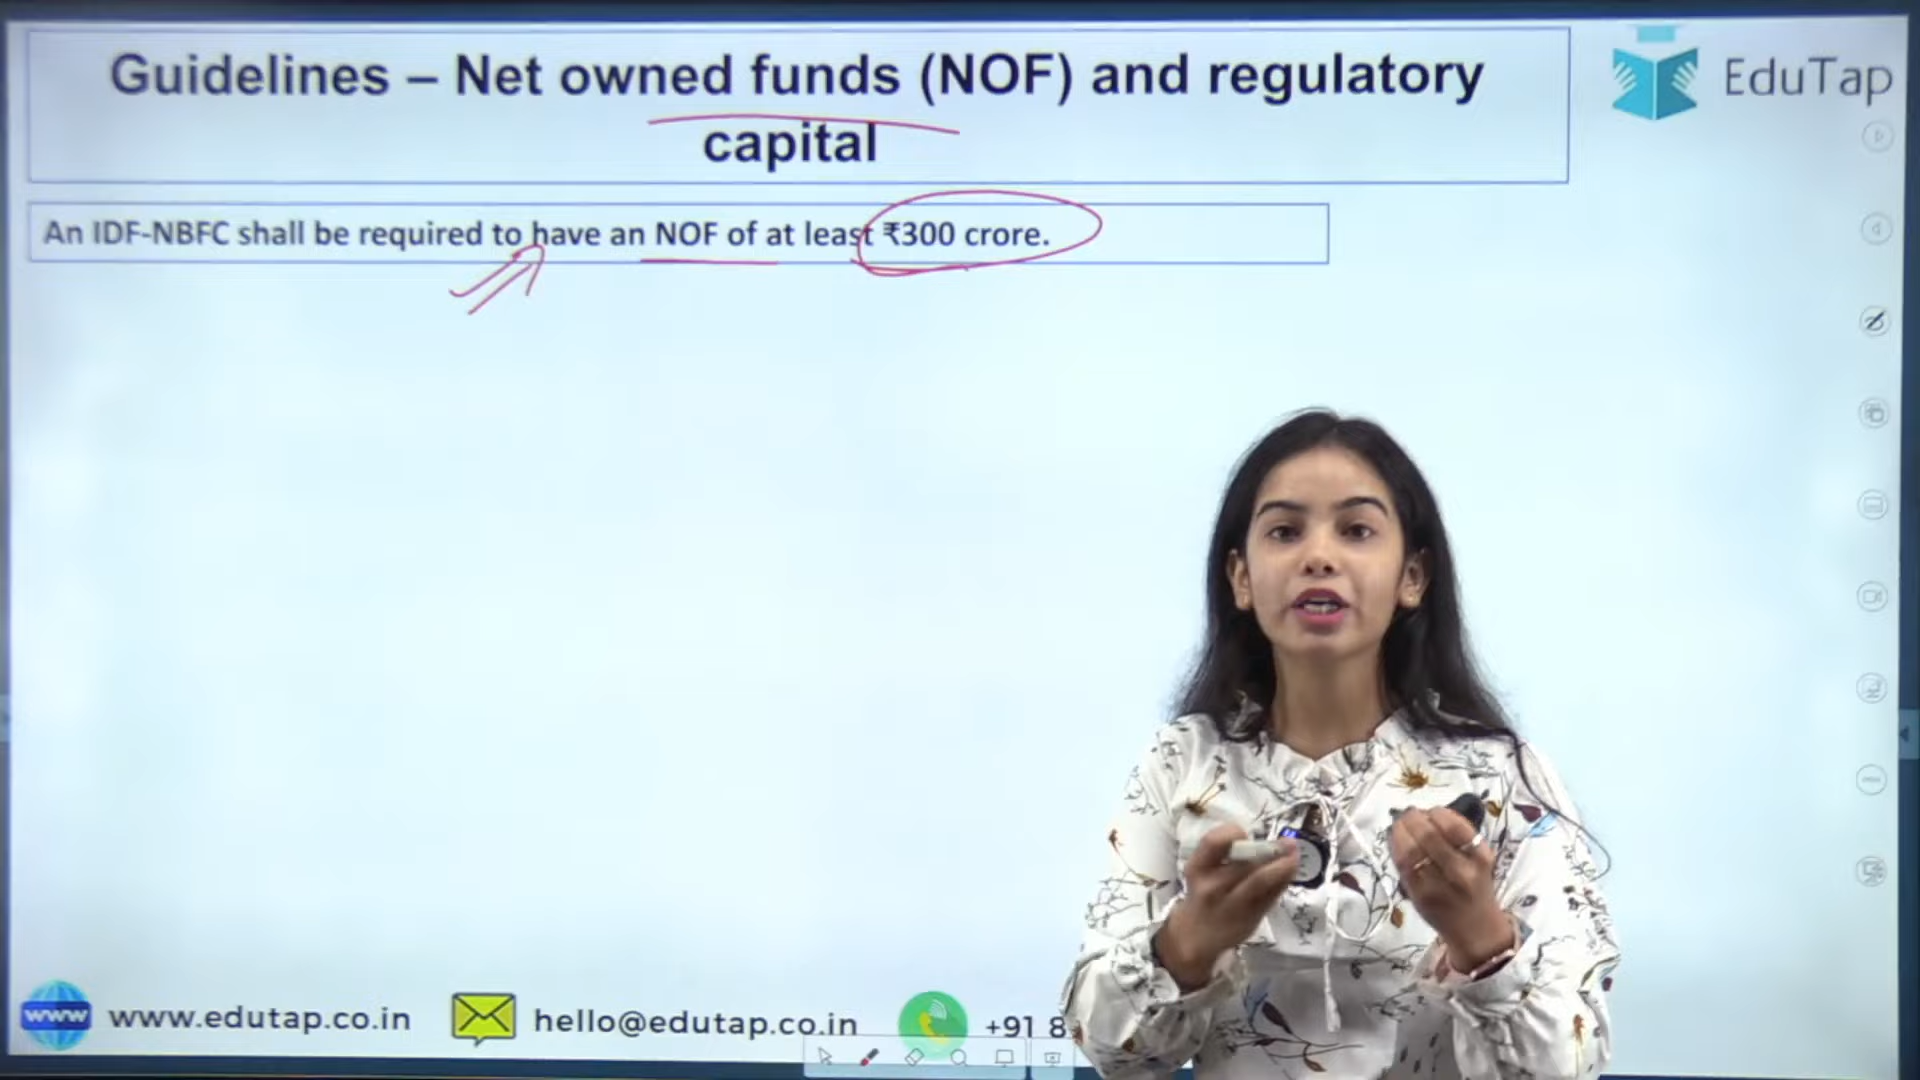 Guidelines – Net owned funds (NOF) and regulatory
capital
EduTap
An IDF-NBFC shall be required to have an NOF of at least ₹300 crore.
www
www.edutap.co.in
hello@edutap.co.in
+91 8